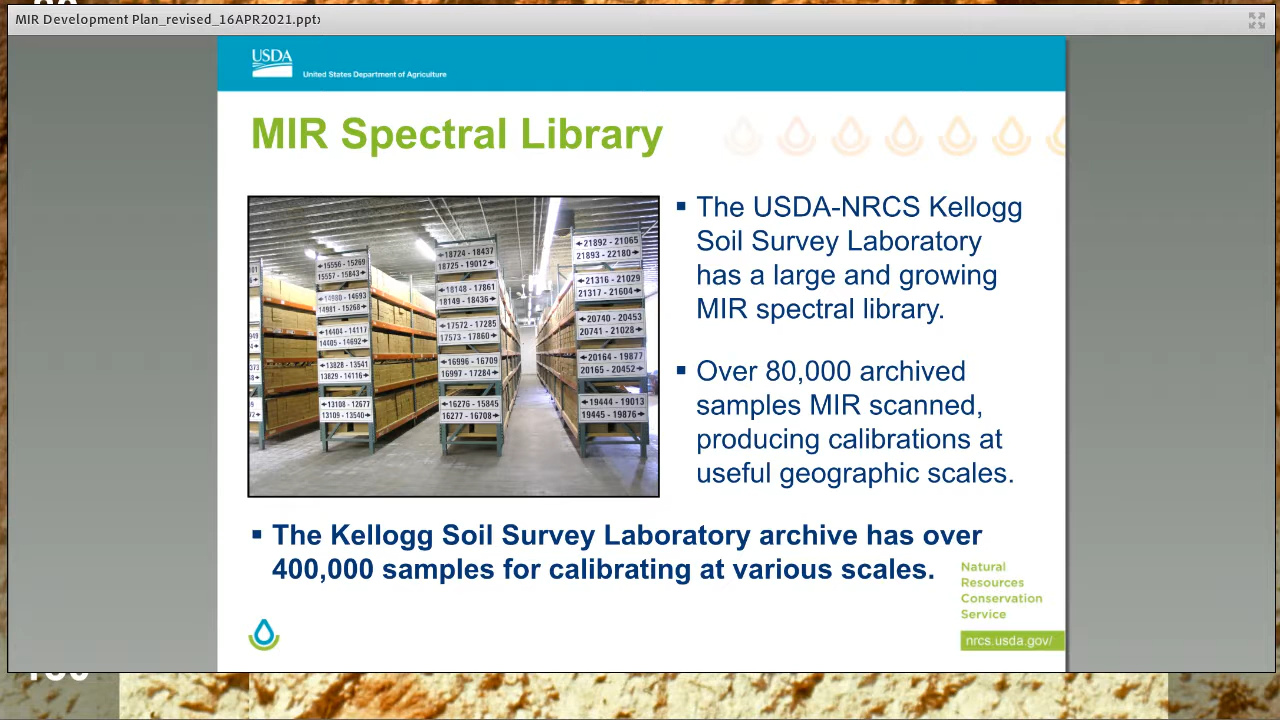 MIR Development Plan_revised_16APR2021.pptx
USDA
United States Department of Agriculture
MIR Spectral Library
▪ The USDA-NRCS Kellogg
Soil Survey Laboratory
has a large and growing
MIR spectral library.
▪ Over 80,000 archived
samples MIR scanned,
producing calibrations at
useful geographic scales.
15556 - 15269
15557 - 15843
14980 - 14693
14981 - 15268
14404 - 14117
14405 - 14692
13828 - 13541
13829 - 14116
13108 - 12677
13109 - 13540
18724 - 18437
18725 - 19012
18148 - 17861
18149 - 18436
17572 - 17285
17573 - 17860
16996 - 16709
16997 - 17284
16276 - 15845
16277 - 16708
21892 - 21065
21893 - 22180
21316 - 21029
21317 - 21604
20740 - 20453
20741 - 21028
20164 - 19877
20165 - 20452
19444 - 19013
19445 - 19876
▪ The Kellogg Soil Survey Laboratory archive has over
400,000 samples for calibrating at various scales.
Natural
Resources
Conservation
Service
nrcs.usda.gov/